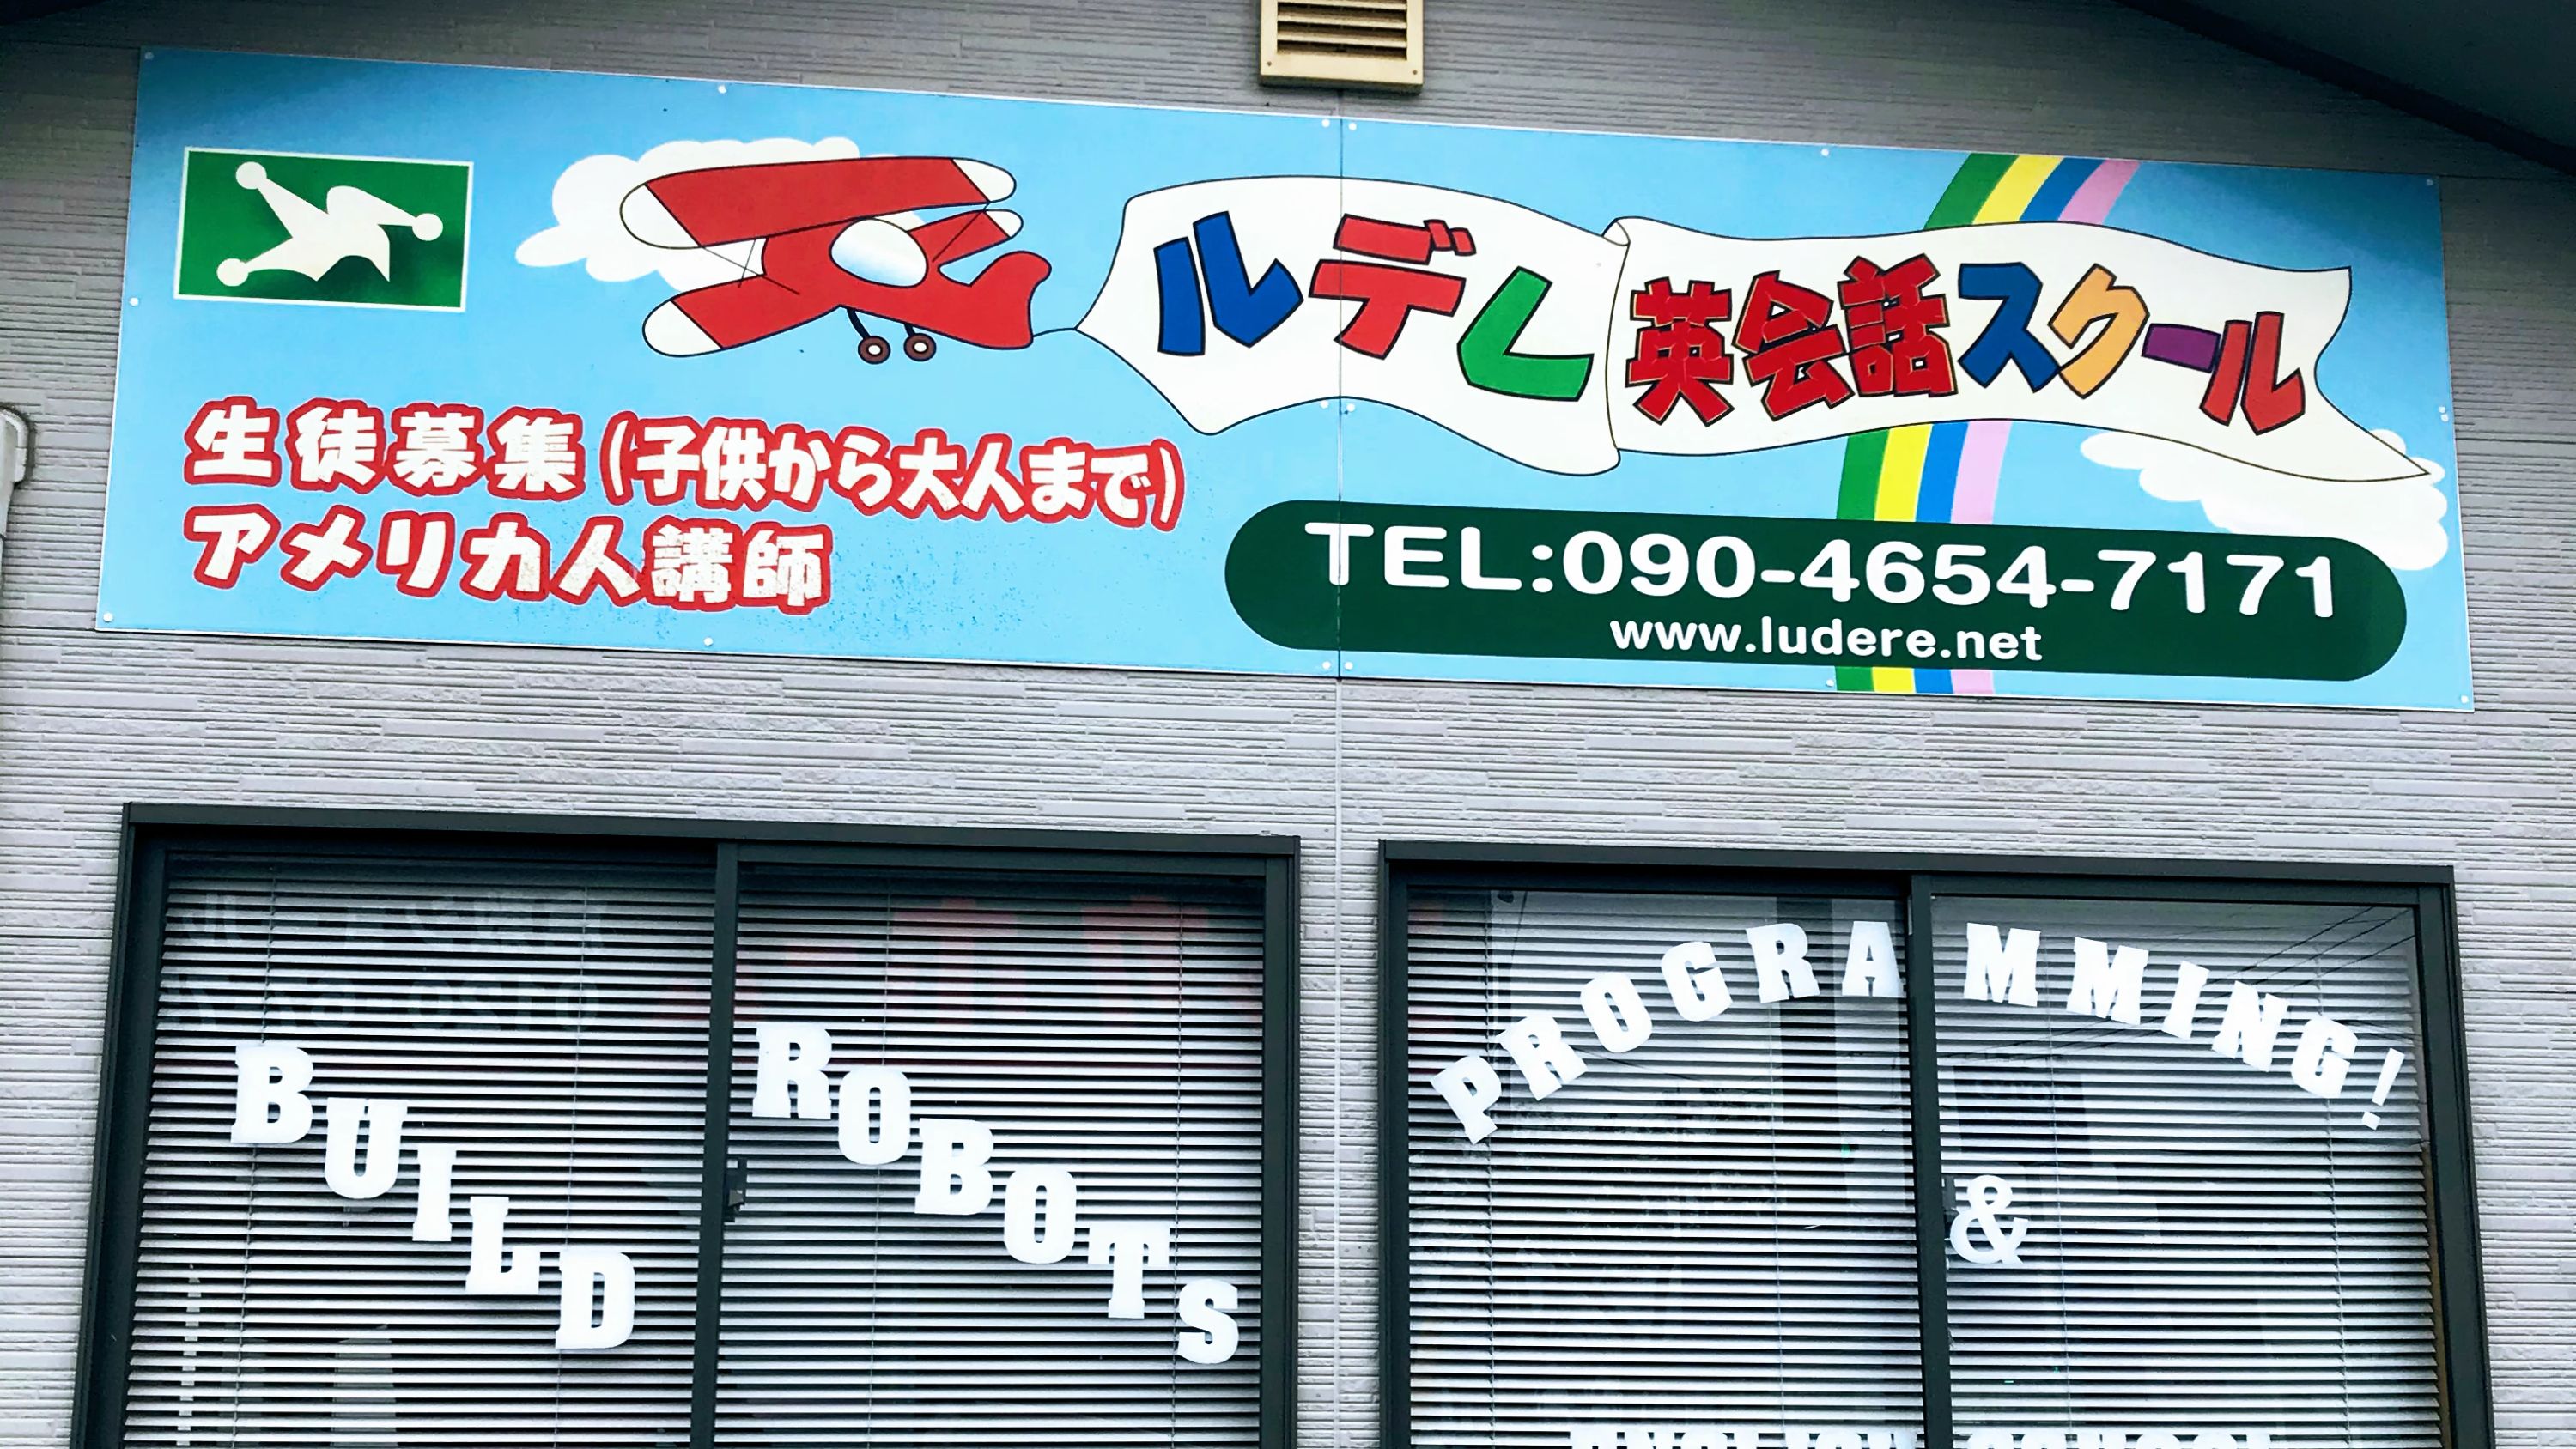 ルデレ英会話スクール
生徒募集(子供から大人まで)
アメリカ人講師
TEL:090-4654-7171
www.ludere.net
BUILD ROBOTS
PROGRAMMING!
&